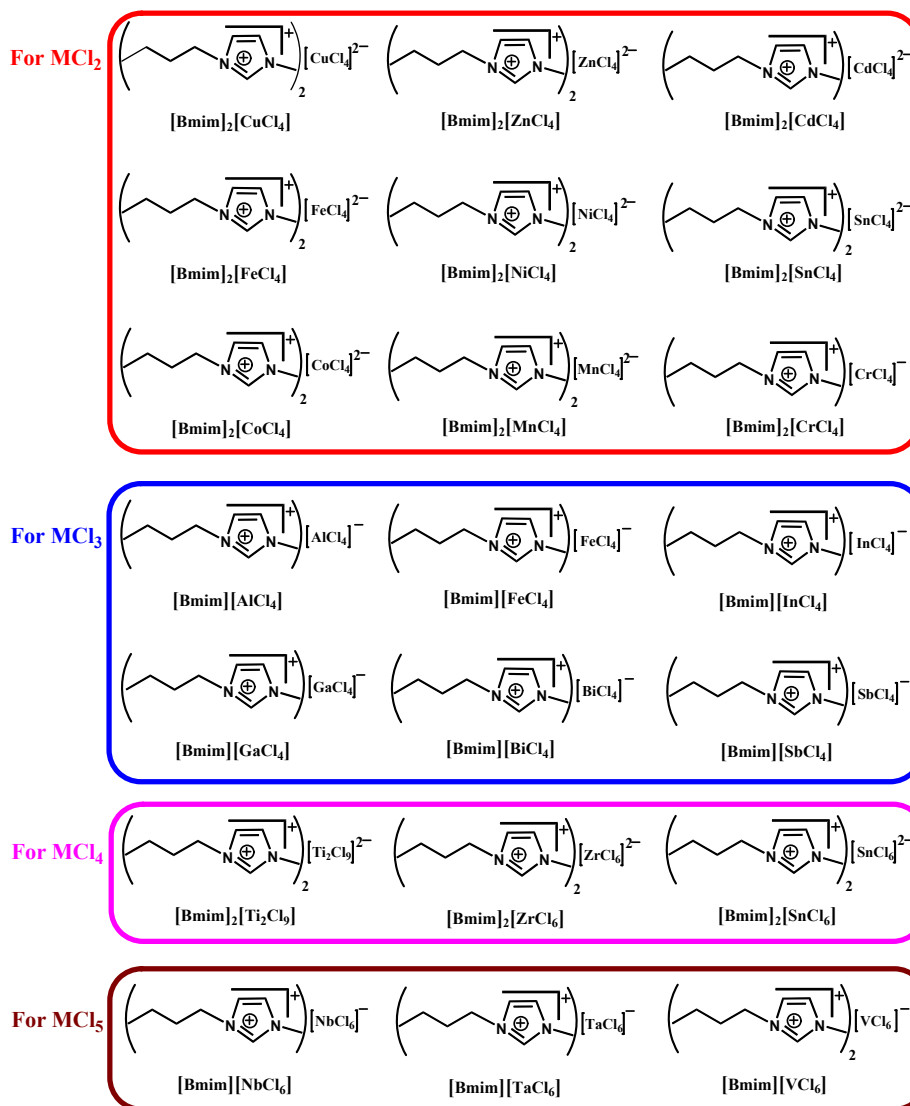 For MCl₂
[CuCl₄]²⁻ [ZnCl₄]²⁻ [CdCl₄]²⁻
[Bmim]₂[CuCl₄] [Bmim]₂[ZnCl₄] [Bmim]₂[CdCl₄]
[FeCl₄]²⁻ [NiCl₄]²⁻ [SnCl₄]²⁻
[Bmim]₂[FeCl₄] [Bmim]₂[NiCl₄] [Bmim]₂[SnCl₄]
[CoCl₄]²⁻ [MnCl₄]²⁻ [CrCl₄]⁻
[Bmim]₂[CoCl₄] [Bmim]₂[MnCl₄] [Bmim]₂[CrCl₄]
For MCl₃
[AlCl₄]⁻ [FeCl₄]⁻ [InCl₄]⁻
[Bmim][AlCl₄] [Bmim][FeCl₄] [Bmim][InCl₄]
[GaCl₄]⁻ [BiCl₄]⁻ [SbCl₄]⁻
[Bmim][GaCl₄] [Bmim][BiCl₄] [Bmim][SbCl₄]
For MCl₄
[Ti₂Cl₉]²⁻ [ZrCl₆]²⁻ [SnCl₆]²⁻
[Bmim]₂[Ti₂Cl₉] [Bmim]₂[ZrCl₆] [Bmim]₂[SnCl₆]
For MCl₅
[NbCl₆]⁻ [TaCl₆]⁻ [VCl₆]⁻
[Bmim][NbCl₆] [Bmim][TaCl₆] [Bmim][VCl₆]